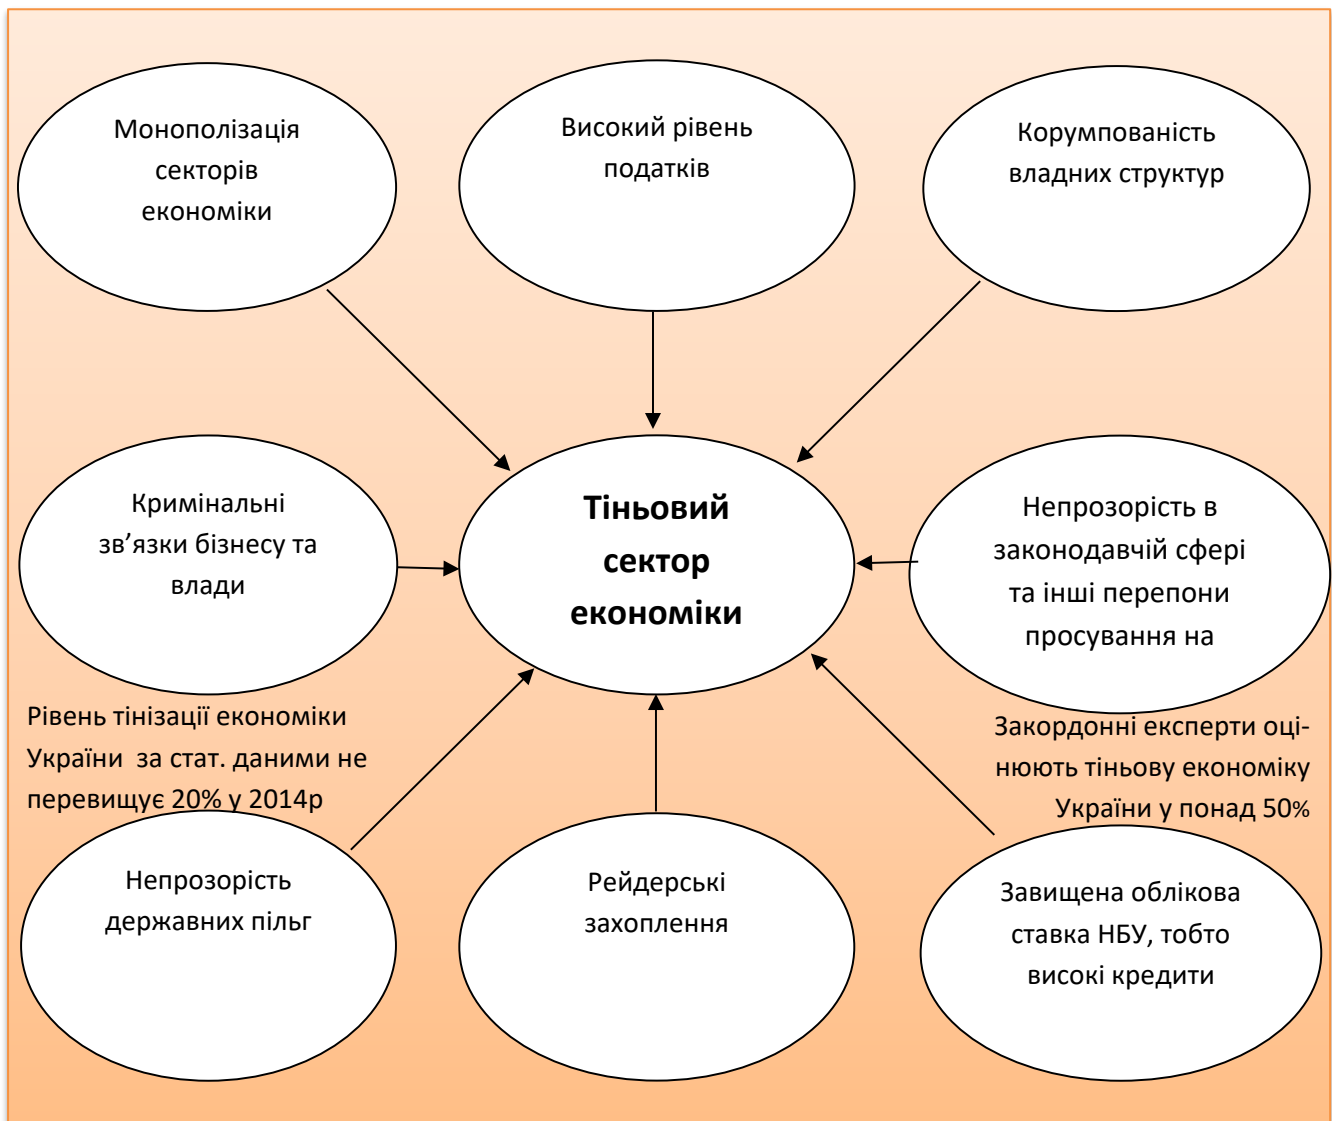 Монополізація
секторів
економіки
Високий рівень
податків
Корумпованість
владних структур
Кримінальні
зв’язки бізнесу та
влади
Тіньовий
сектор
економіки
Непрозорість в
законодавчій сфері
та інші перепони
просування на
Рівень тінізації економіки
України за стат. даними не
перевищує 20% у 2014р
Закордонні експерти оці-
нюють тіньову економіку
України у понад 50%
Непрозорість
державних пільг
Рейдерські
захоплення
Завищена облікова
ставка НБУ, тобто
високі кредити